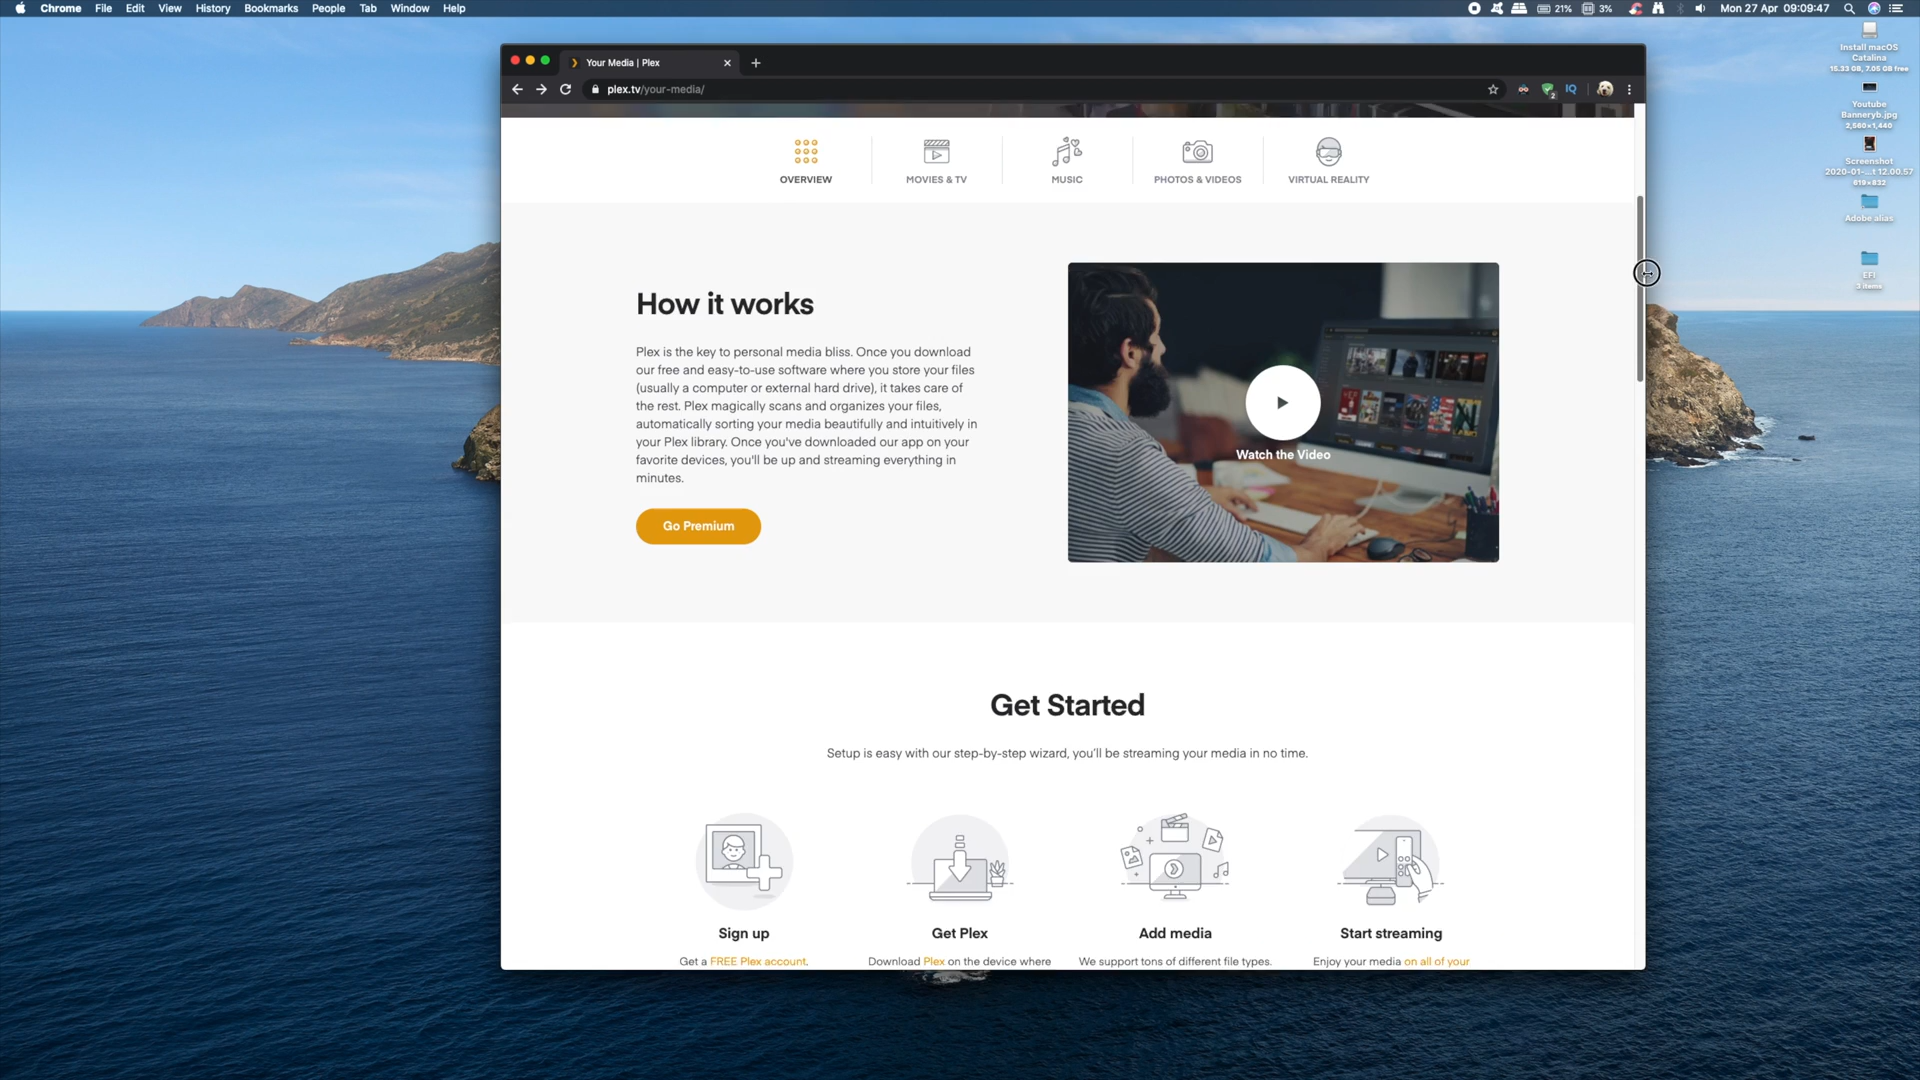 Chrome File Edit View History Bookmarks People Tab Window Help
21% 3% Mon 27 Apr 09:09:47
Your Media | Plex
plex.tv/your-media/
2 IQ
Install macOS
Catalina
15.33 GB, 7.05 GB free
Youtube
Banneryb.jpg
2,560×1,440
Screenshot
2020-01-...t 12.00.57
619×832
Adobe alias
EFI
3 items
OVERVIEW MOVIES & TV MUSIC PHOTOS & VIDEOS VIRTUAL REALITY
How it works
Plex is the key to personal media bliss. Once you download
our free and easy-to-use software where you store your files
(usually a computer or external hard drive), it takes care of
the rest. Plex magically scans and organizes your files,
automatically sorting your media beautifully and intuitively in
your Plex library. Once you've downloaded our app on your
favorite devices, you'll be up and streaming everything in
minutes.
Go Premium
Watch the Video
Get Started
Setup is easy with our step-by-step wizard, you'll be streaming your media in no time.
Sign up Get Plex Add media Start streaming
Get a FREE Plex account. Download Plex on the device where We support tons of different file types. Enjoy your media on all of your